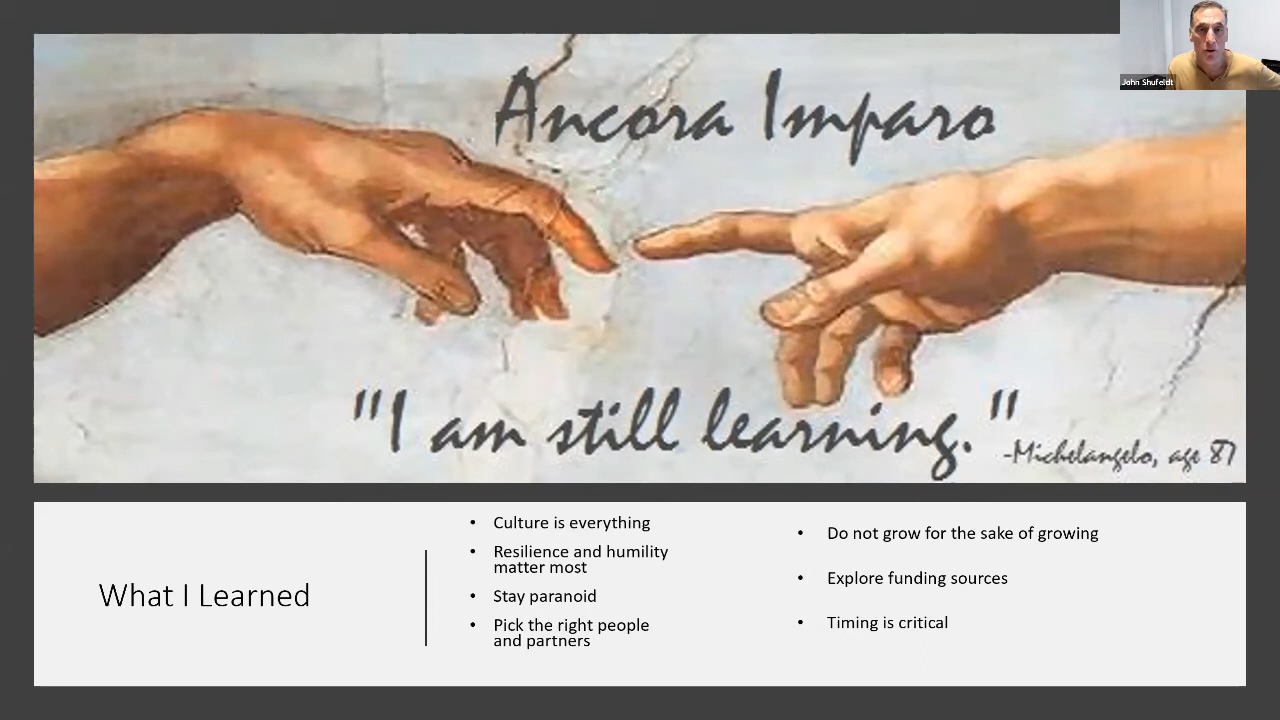 John Shufeldt
Ancora Imparo
"I am still learning."
-Michelangelo, age 87
What I Learned
• Culture is everything
• Resilience and humility
matter most
• Stay paranoid
• Pick the right people
and partners
• Do not grow for the sake of growing
• Explore funding sources
• Timing is critical